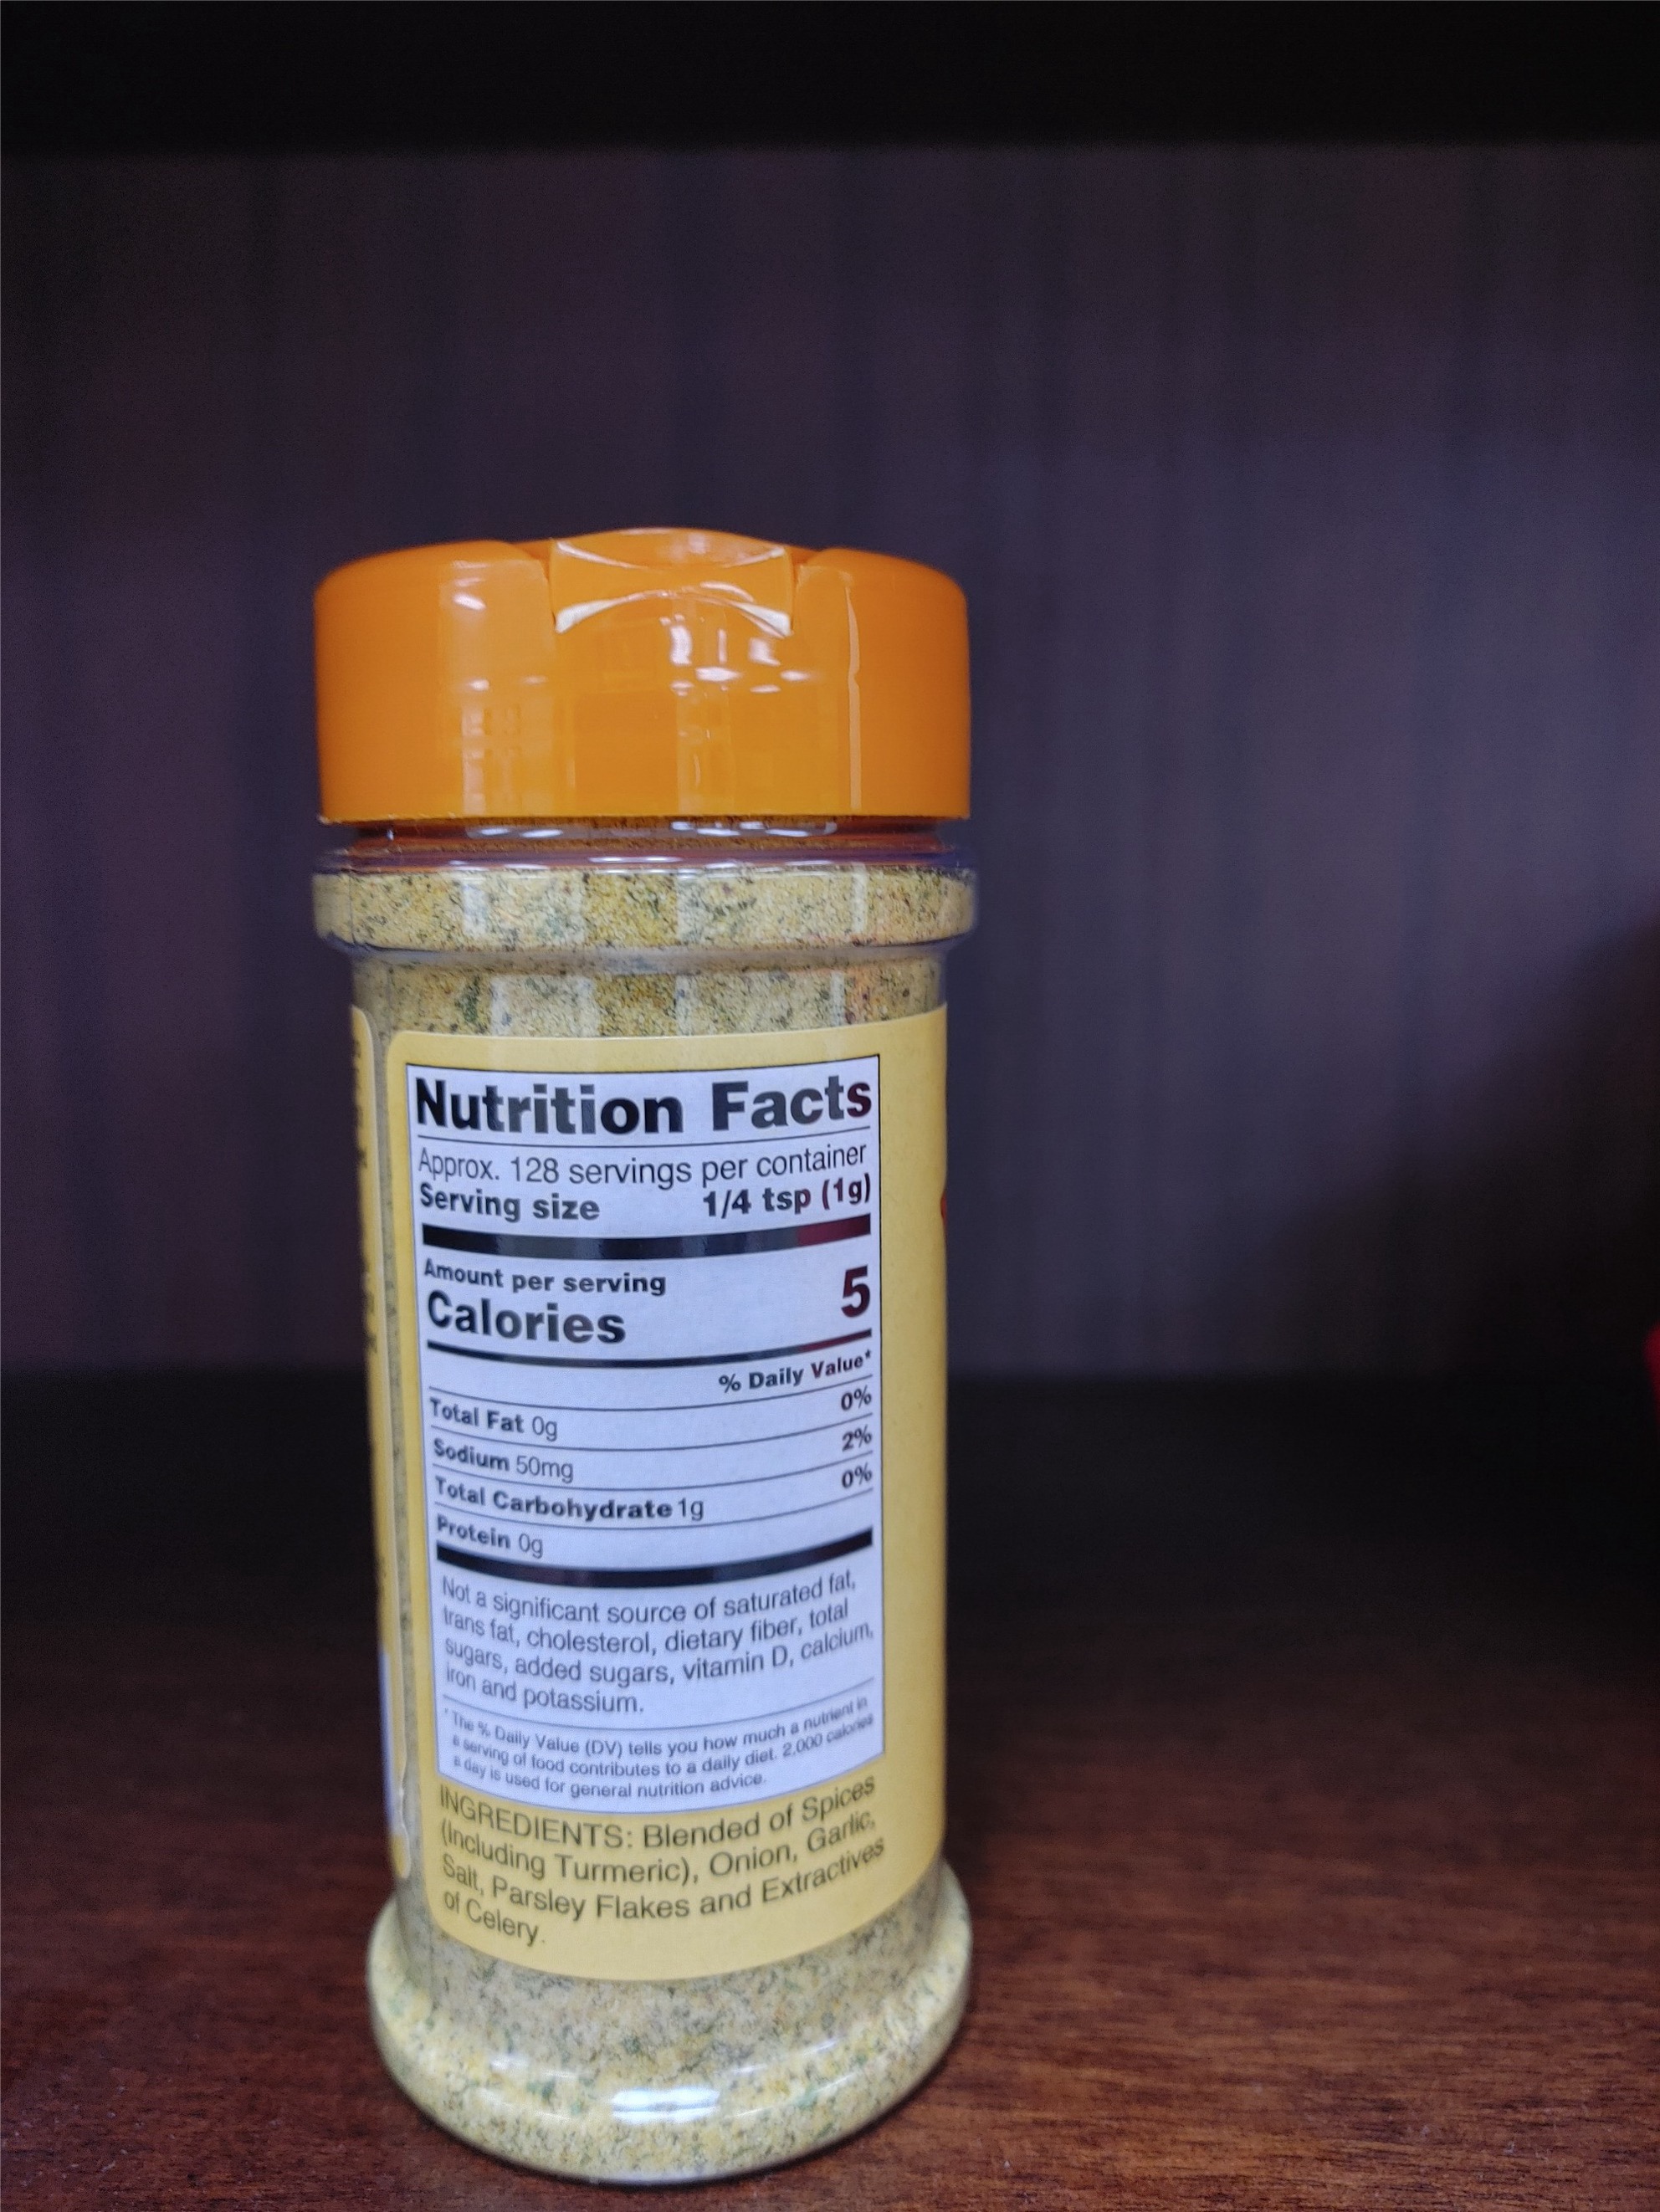 Nutrition Facts
Approx. 128 servings per container
Serving size 1/4 tsp (1g)
Amount per serving
Calories 5
% Daily Value*
Total Fat 0g 0%
Sodium 50mg 2%
Total Carbohydrate 1g 0%
Protein 0g
Not a significant source of saturated fat,
trans fat, cholesterol, dietary fiber, total
sugars, added sugars, vitamin D, calcium,
iron and potassium.
*The % Daily Value (DV) tells you how much a nutrient in
a serving of food contributes to a daily diet. 2,000 calories
a day is used for general nutrition advice.
INGREDIENTS: Blended of Spices
(Including Turmeric), Onion, Garlic,
Salt, Parsley Flakes and Extractives
of Celery.